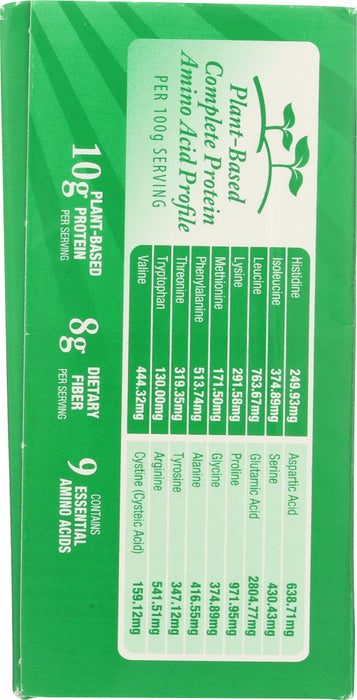 Plant-Based
Complete Protein
Amino Acid Profile
PER 100g SERVING
Histidine 249.93mg
Isoleucine 374.89mg
Leucine 763.67mg
Lysine 291.56mg
Methionine 171.50mg
Phenylalanine 513.74mg
Threonine 319.35mg
Tryptophan 130.00mg
Valine 444.32mg
Aspartic Acid 638.71mg
Serine 430.43mg
Glutamic Acid 2804.77mg
Proline 971.95mg
Glycine 374.89mg
Alanine 416.55mg
Tyrosine 347.12mg
Arginine 541.51mg
Cystine (Cysteic Acid) 159.12mg
10g PLANT-BASED
PROTEIN
PER SERVING
8g DIETARY
FIBER
PER SERVING
9 CONTAINS
ESSENTIAL
AMINO ACIDS